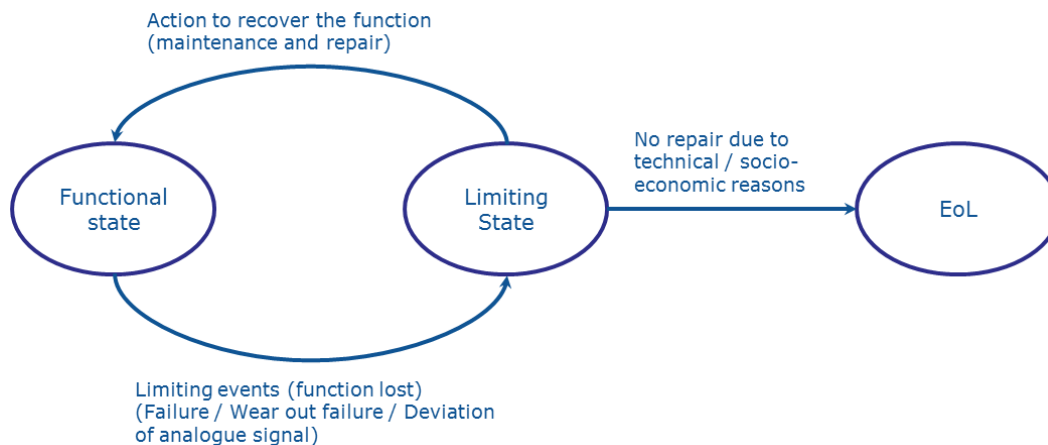 Action to recover the function
(maintenance and repair)
Functional
state
Limiting
State
No repair due to
technical / socio-
economic reasons
EoL
Limiting events (function lost)
(Failure / Wear out failure / Deviation
of analogue signal)